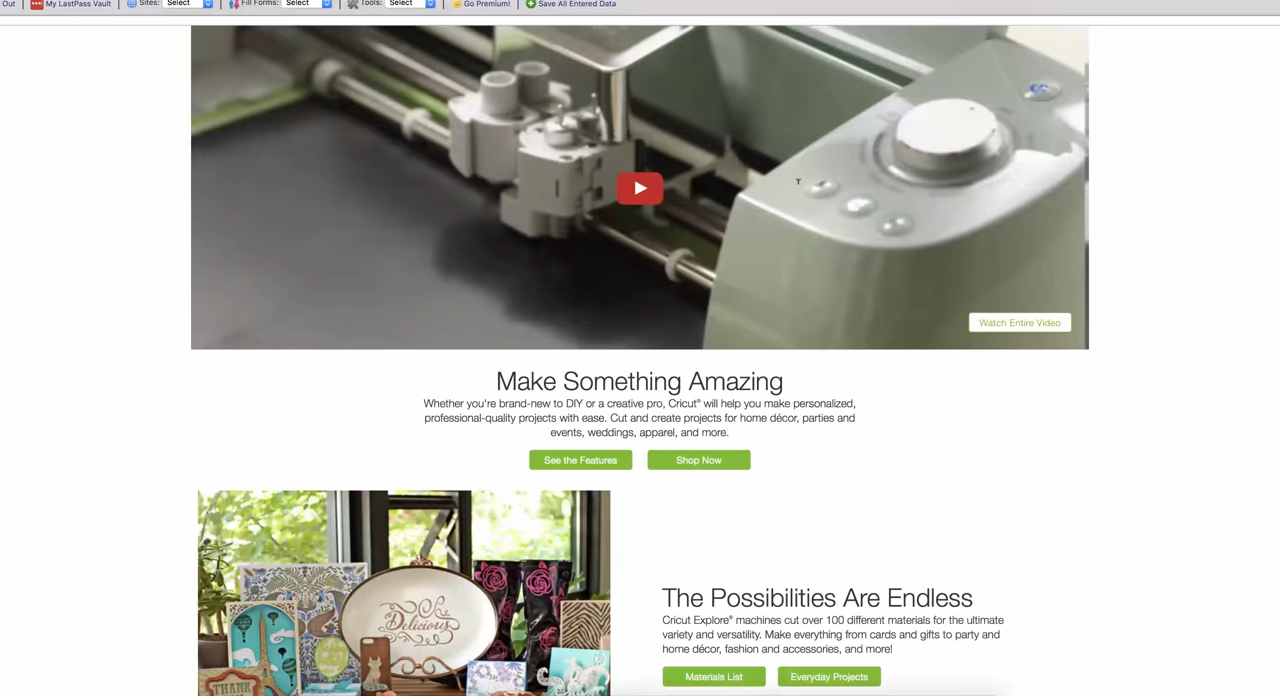 Out | My LastPass Vault | Sites: Select | Fill Forms: Select | Tools: Select | Go Premium! | Save All Entered Data
Watch Entire Video
Make Something Amazing
Whether you're brand-new to DIY or a creative pro, Cricut® will help you make personalized,
professional-quality projects with ease. Cut and create projects for home décor, parties and
events, weddings, apparel, and more.
See the Features
Shop Now
The Possibilities Are Endless
Cricut Explore® machines cut over 100 different materials for the ultimate
variety and versatility. Make everything from cards and gifts to party and
home décor, fashion and accessories, and more!
Materials List
Everyday Projects
Oh
Delicious
THANK